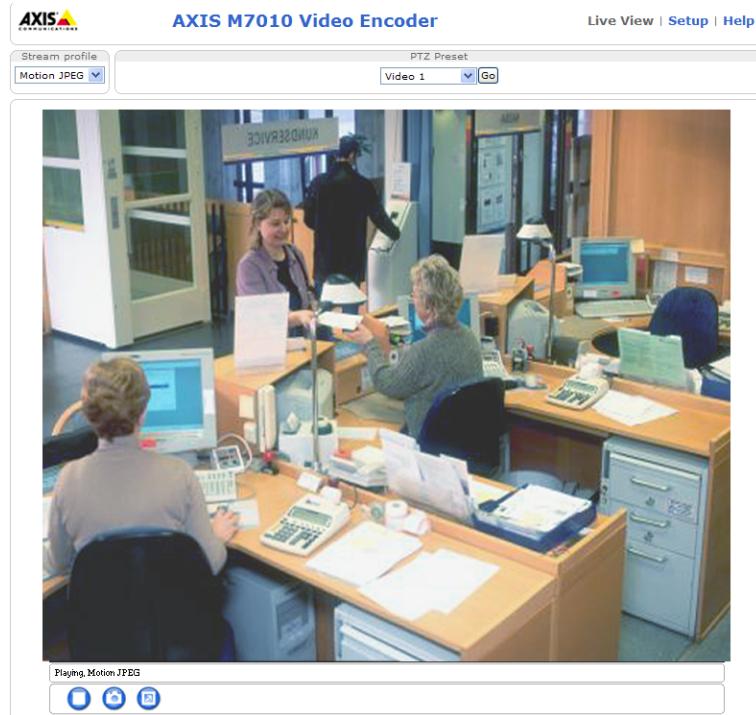 AXIS
COMMUNICATIONS
AXIS M7010 Video Encoder
Live View | Setup | Help
Stream profile
PTZ Preset
Motion JPEG
Video 1
Go
KUNDSERVICE
Playing, Motion JPEG